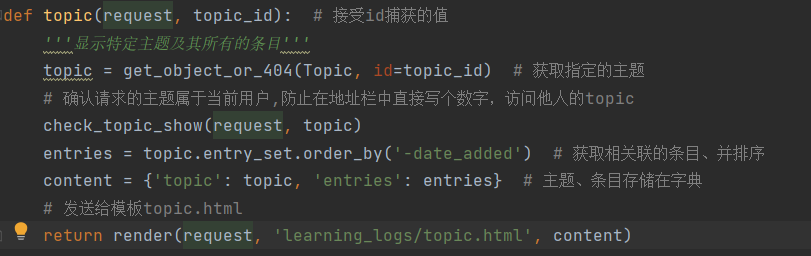 def topic(request, topic_id):  # 接受id捕获的值
    '''显示特定主题及其所有的条目'''
    topic = get_object_or_404(Topic, id=topic_id)  # 获取指定的主题
    # 确认请求的主题属于当前用户,防止在地址栏中直接写个数字，访问他人的topic
    check_topic_show(request, topic)
    entries = topic.entry_set.order_by('-date_added')  # 获取相关联的条目、并排序
    content = {'topic': topic, 'entries': entries}  # 主题、条目存储在字典
    # 发送给模板topic.html
    return render(request, 'learning_logs/topic.html', content)